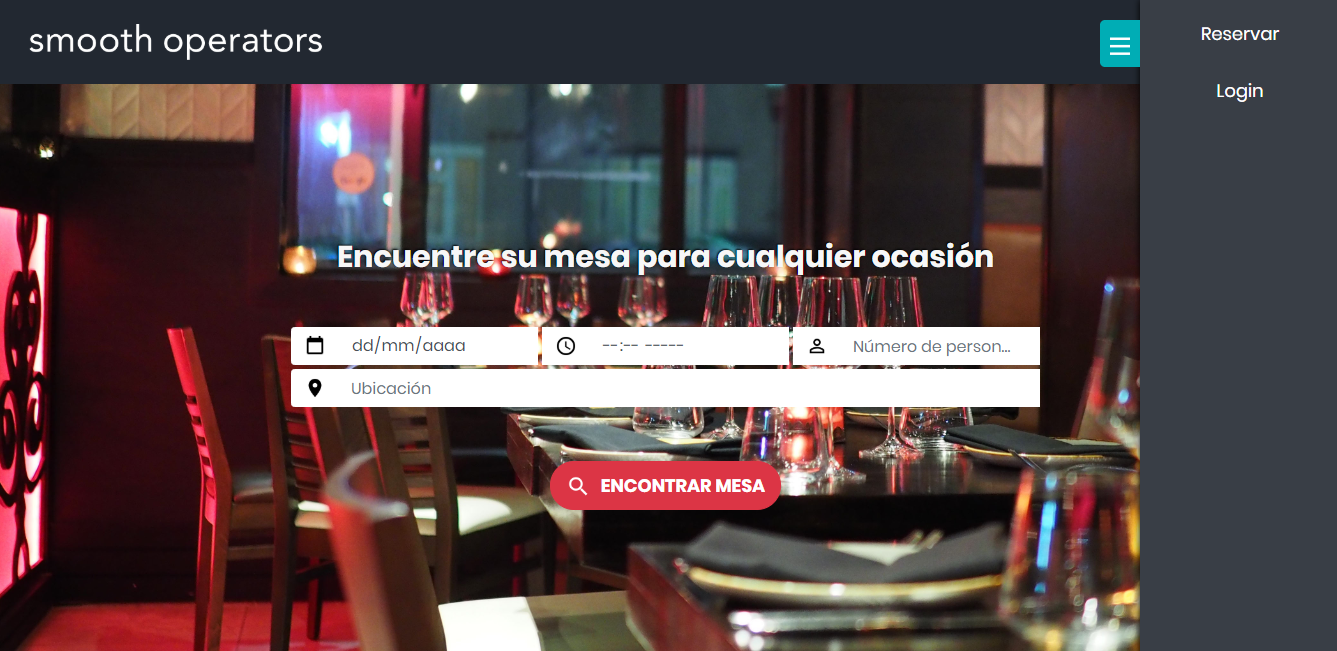 smooth operators
Reservar
Login
Encuentre su mesa para cualquier ocasión
dd/mm/aaaa
--:-- -----
Número de person...
Ubicación
ENCONTRAR MESA